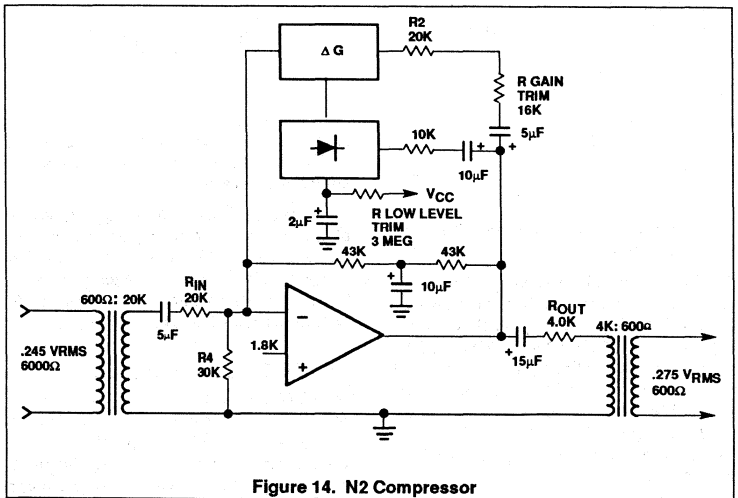 R2
20K
Δ G
R GAIN
TRIM
16K
10K
5μF
+
+
10μF
VCC
+
2μF
R LOW LEVEL
TRIM
3 MEG
43K
43K
+
10μF
600Ω: 20K
RIN
20K
5μF
.245 VRMS
6000Ω
R4
30K
−
1.8K
+
ROUT
4.0K
4K: 600Ω
+
15μF
.275 VRMS
600Ω
Figure 14. N2 Compressor